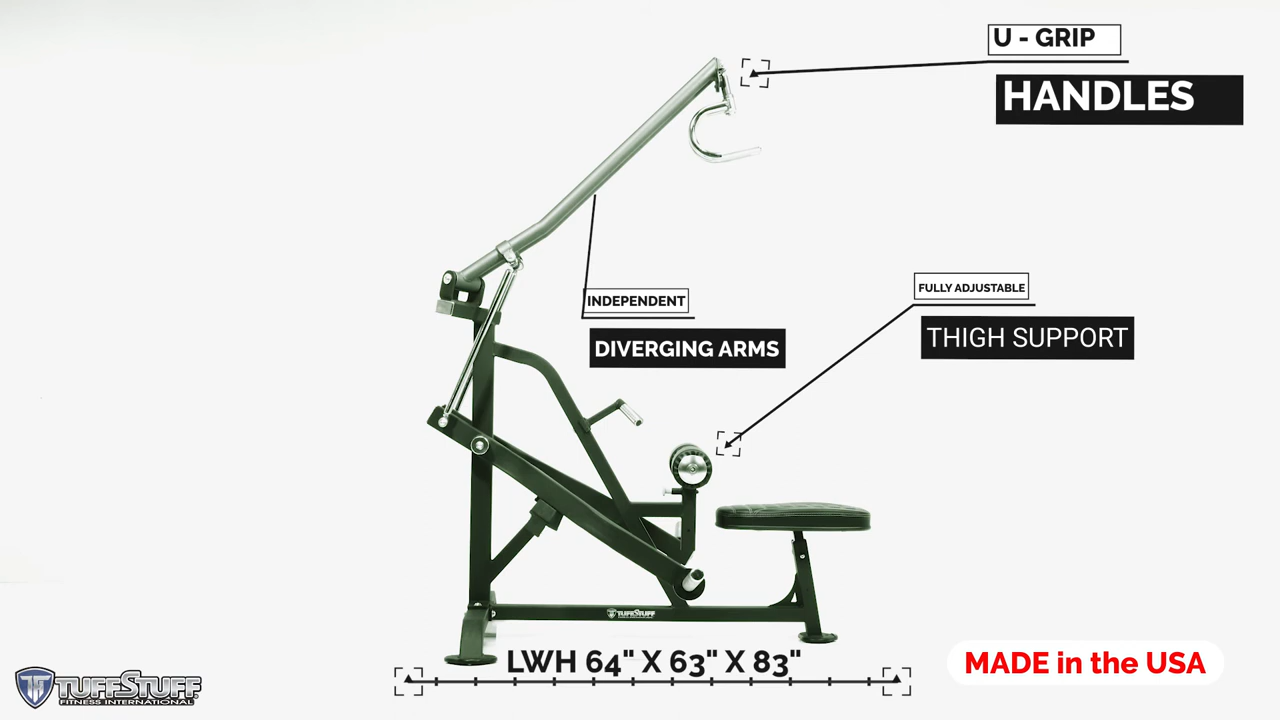 U - GRIP
HANDLES
FULLY ADJUSTABLE
THIGH SUPPORT
INDEPENDENT
DIVERGING ARMS
TUFFSTUFF
LWH 64" X 63" X 83"
MADE in the USA
TUFFSTUFF
FITNESS INTERNATIONAL